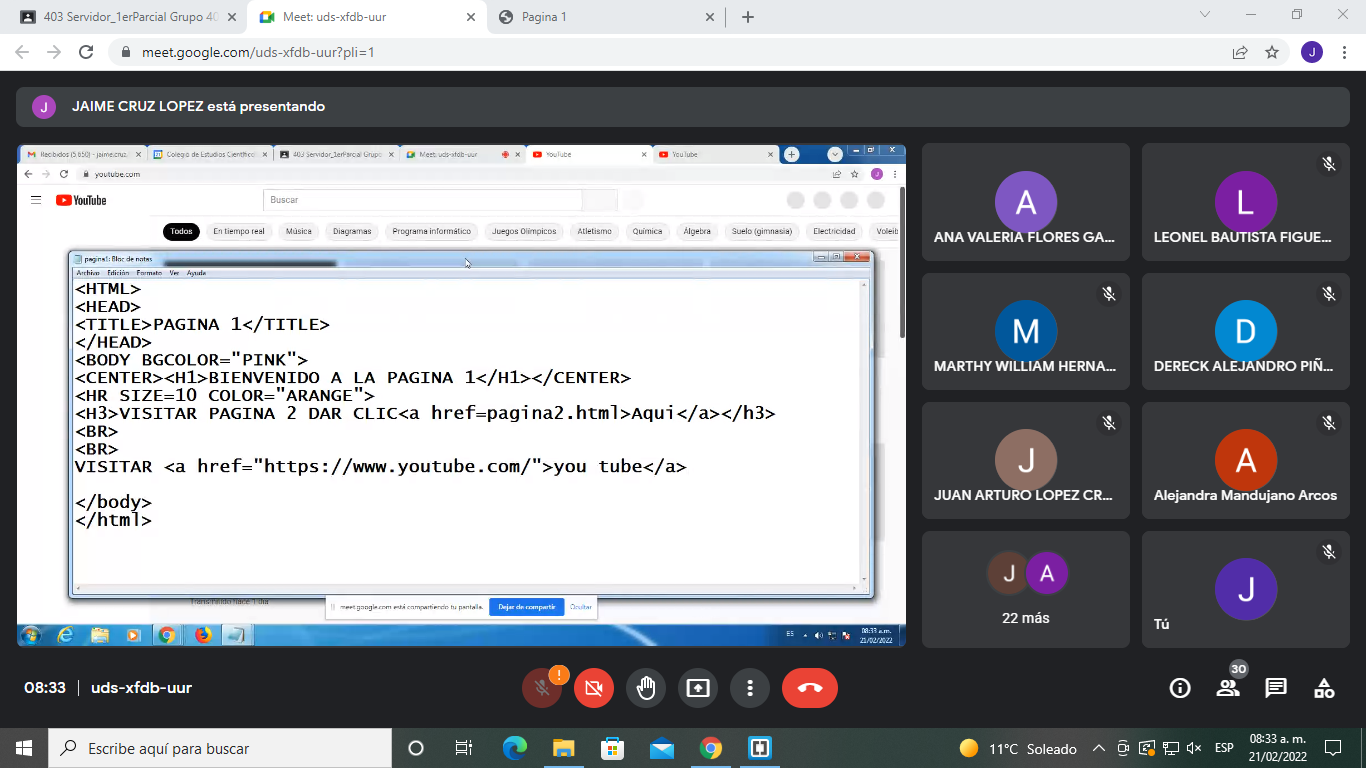 403 Servidor_1erParcial Grupo 40
Meet: uds-xfdb-uur
Pagina 1
meet.google.com/uds-xfdb-uur?pli=1
J
J
JAIME CRUZ LOPEZ está presentando
Recibidos (5 650) - jaime.cruz
Colegio de Estudios Científico
403 Servidor_1erParcial Grupo
Meet: uds-xfdb-uur
YouTube
YouTube
youtube.com
J
YouTube
Buscar
Todos
En tiempo real
Música
Diagramas
Programa informático
Juegos Olímpicos
Atletismo
Química
Álgebra
Suelo (gimnasia)
Electricidad
Voleib
pagina1: Bloc de notas
Archivo Edición Formato Ver Ayuda
<HTML>
<HEAD>
<TITLE>PAGINA 1</TITLE>
</HEAD>
<BODY BGCOLOR="PINK">
<CENTER><H1>BIENVENIDO A LA PAGINA 1</H1></CENTER>
<HR SIZE=10 COLOR="ARANGE">
<H3>VISITAR PAGINA 2 DAR CLIC<a href=pagina2.html>Aqui</a></h3>
<BR>
<BR>
VISITAR <a href="https://www.youtube.com/">you tube</a>
</body>
</html>
Transmitido hace 1 día
meet.google.com está compartiendo tu pantalla.
Dejar de compartir
Ocultar
ES
08:33 a.m.
21/02/2022
A
ANA VALERIA FLORES GA...
L
LEONEL BAUTISTA FIGUE...
M
MARTHY WILLIAM HERNA...
D
DERECK ALEJANDRO PIÑ...
J
JUAN ARTURO LOPEZ CR...
A
Alejandra Mandujano Arcos
J A
22 más
J
Tú
08:33
uds-xfdb-uur
!
30
Escribe aquí para buscar
11°C Soleado
ESP
08:33 a. m.
21/02/2022